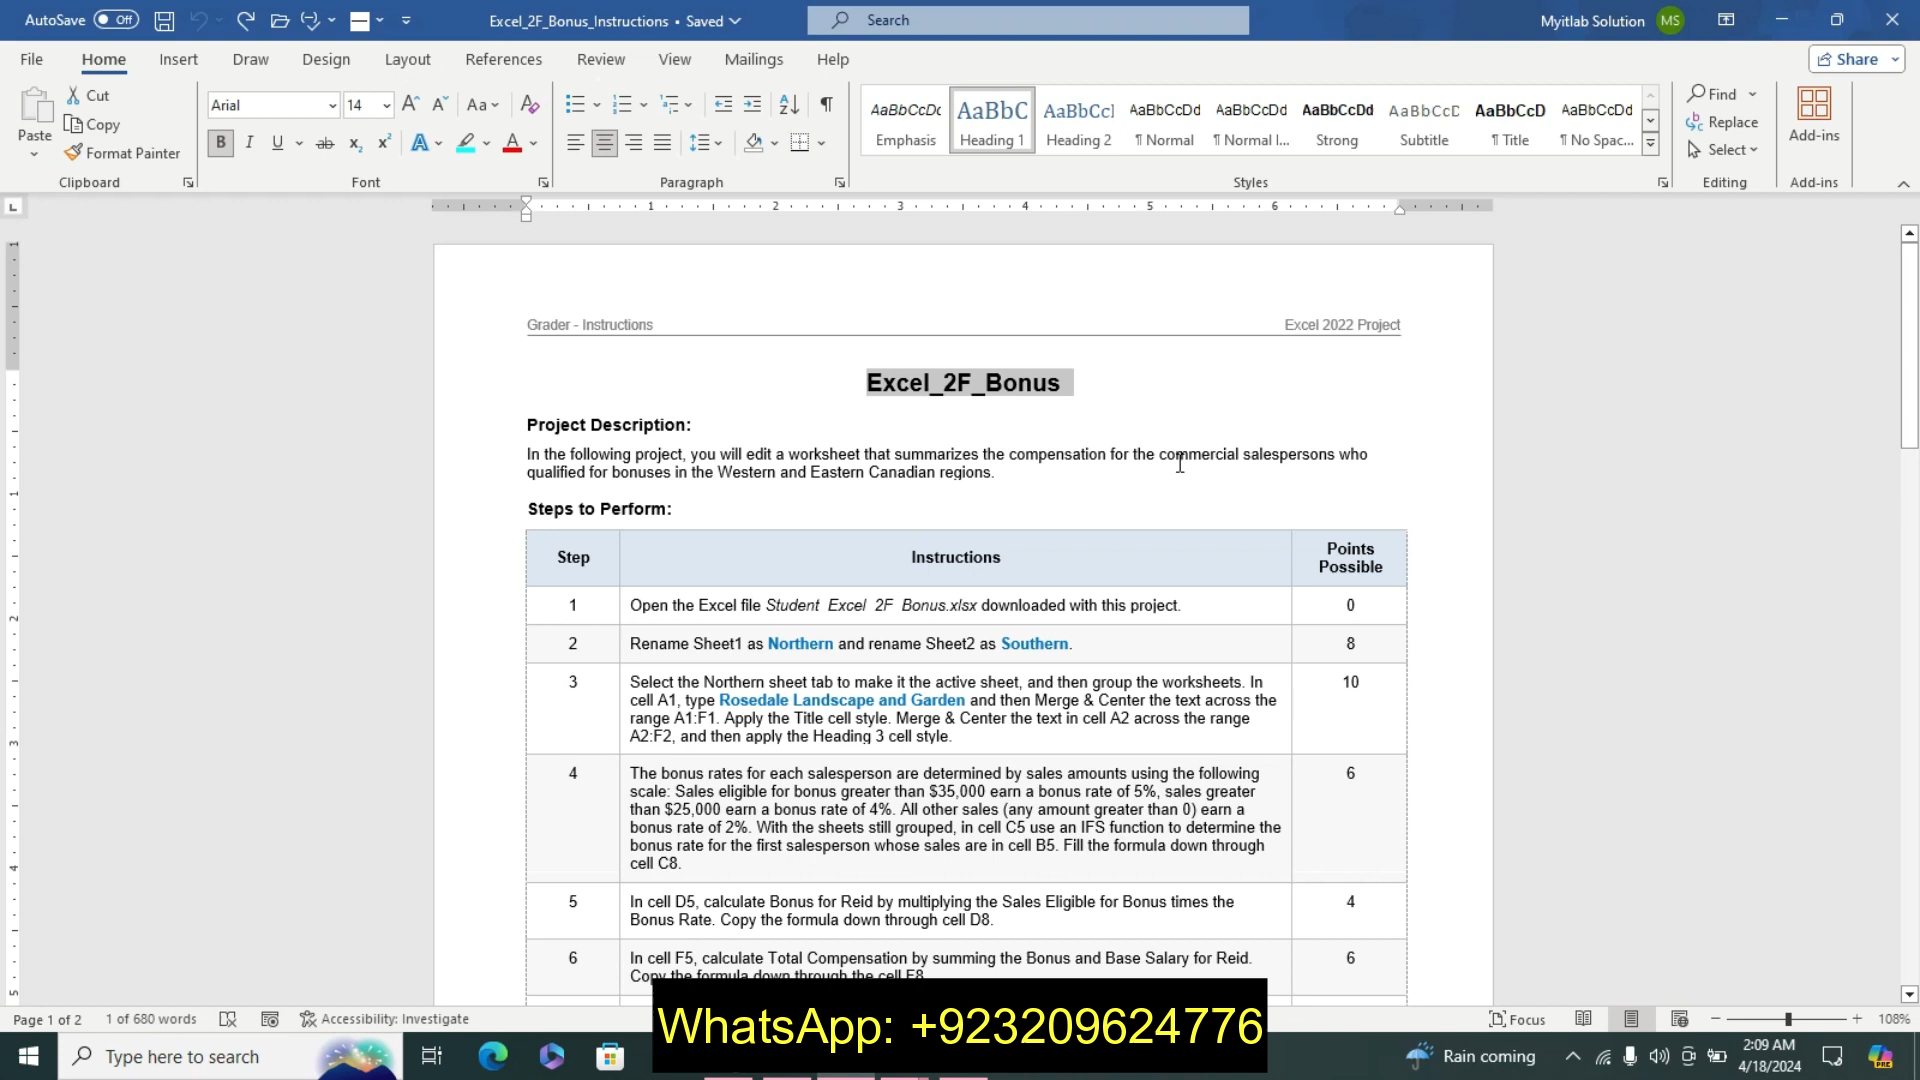 AutoSave Off
Excel_2F_Bonus_Instructions • Saved
Search
Myitlab Solution MS
File Home Insert Draw Design Layout References Review View Mailings Help
Share
Paste
Cut
Copy
Format Painter
Clipboard
Arial 14
Font
Paragraph
AaBbCcDc AaBbC AaBbCcI AaBbCcDd AaBbCcDd AaBbCcDd AaBbCcD AaBbCcD AaBbCcDd
Emphasis Heading 1 Heading 2 ¶ Normal ¶ Normal I... Strong Subtitle ¶ Title ¶ No Spac...
Styles
Find
Replace
Select
Editing
Add-ins
Add-ins
1 2 3 4 5 6
Grader - Instructions Excel 2022 Project
Excel_2F_Bonus
Project Description:
In the following project, you will edit a worksheet that summarizes the compensation for the commercial salespersons who
qualified for bonuses in the Western and Eastern Canadian regions.
Steps to Perform:
Step Instructions Points Possible
1 Open the Excel file Student_Excel_2F_Bonus.xlsx downloaded with this project. 0
2 Rename Sheet1 as Northern and rename Sheet2 as Southern. 8
3 Select the Northern sheet tab to make it the active sheet, and then group the worksheets. In 10
cell A1, type Rosedale Landscape and Garden and then Merge & Center the text across the
range A1:F1. Apply the Title cell style. Merge & Center the text in cell A2 across the range
A2:F2, and then apply the Heading 3 cell style.
4 The bonus rates for each salesperson are determined by sales amounts using the following 6
scale: Sales eligible for bonus greater than $35,000 earn a bonus rate of 5%, sales greater
than $25,000 earn a bonus rate of 4%. All other sales (any amount greater than 0) earn a
bonus rate of 2%. With the sheets still grouped, in cell C5 use an IFS function to determine the
bonus rate for the first salesperson whose sales are in cell B5. Fill the formula down through
cell C8.
5 In cell D5, calculate Bonus for Reid by multiplying the Sales Eligible for Bonus times the 4
Bonus Rate. Copy the formula down through cell D8.
6 In cell F5, calculate Total Compensation by summing the Bonus and Base Salary for Reid. 6
Copy the formula down through the cell F8.
WhatsApp: +923209624776
Page 1 of 2 1 of 680 words Accessibility: Investigate
Focus
108%
Type here to search
Rain coming
2:09 AM
4/18/2024